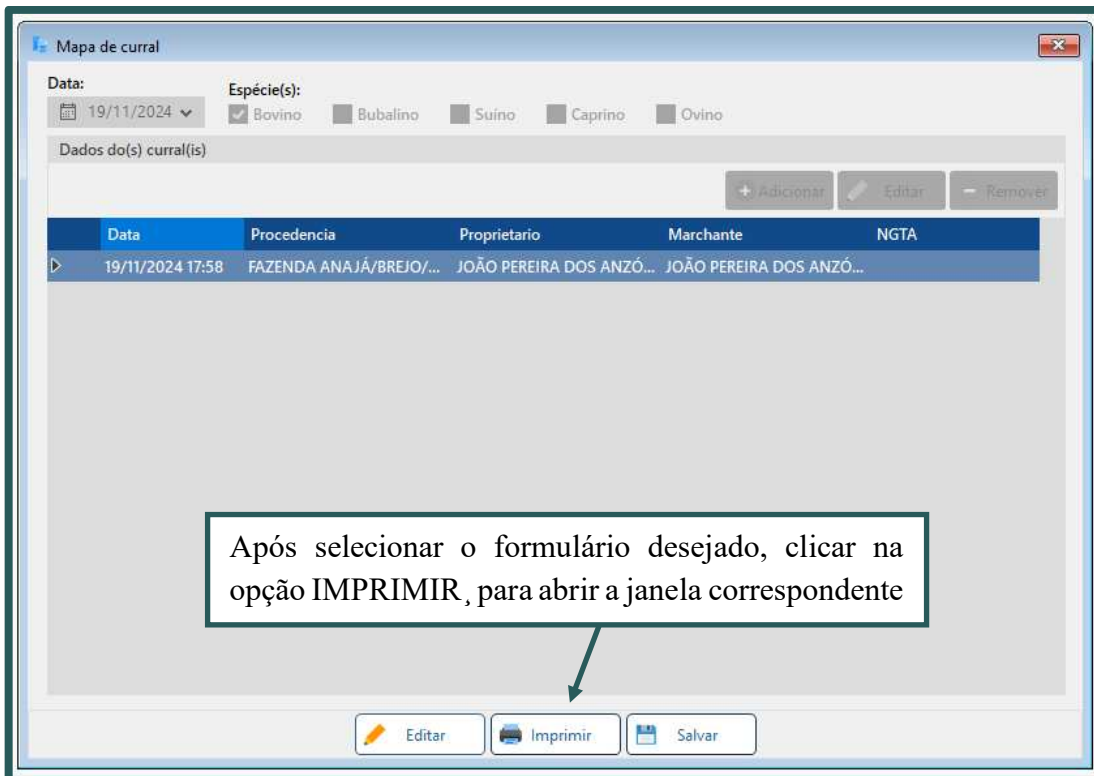 Mapa de curral
Data:
Espécie(s):
19/11/2024
Bovino
Bubalino
Suíno
Caprino
Ovino
Dados do(s) curral(is)
Adicionar
Editar
Remover
Data Procedencia Proprietario Marchante NGTA
19/11/2024 17:58 FAZENDA ANAJÁ/BREJO/... JOÃO PEREIRA DOS ANZÓ... JOÃO PEREIRA DOS ANZÓ...
Após selecionar o formulário desejado, clicar na
opção IMPRIMIR¸ para abrir a janela correspondente
Editar
Imprimir
Salvar